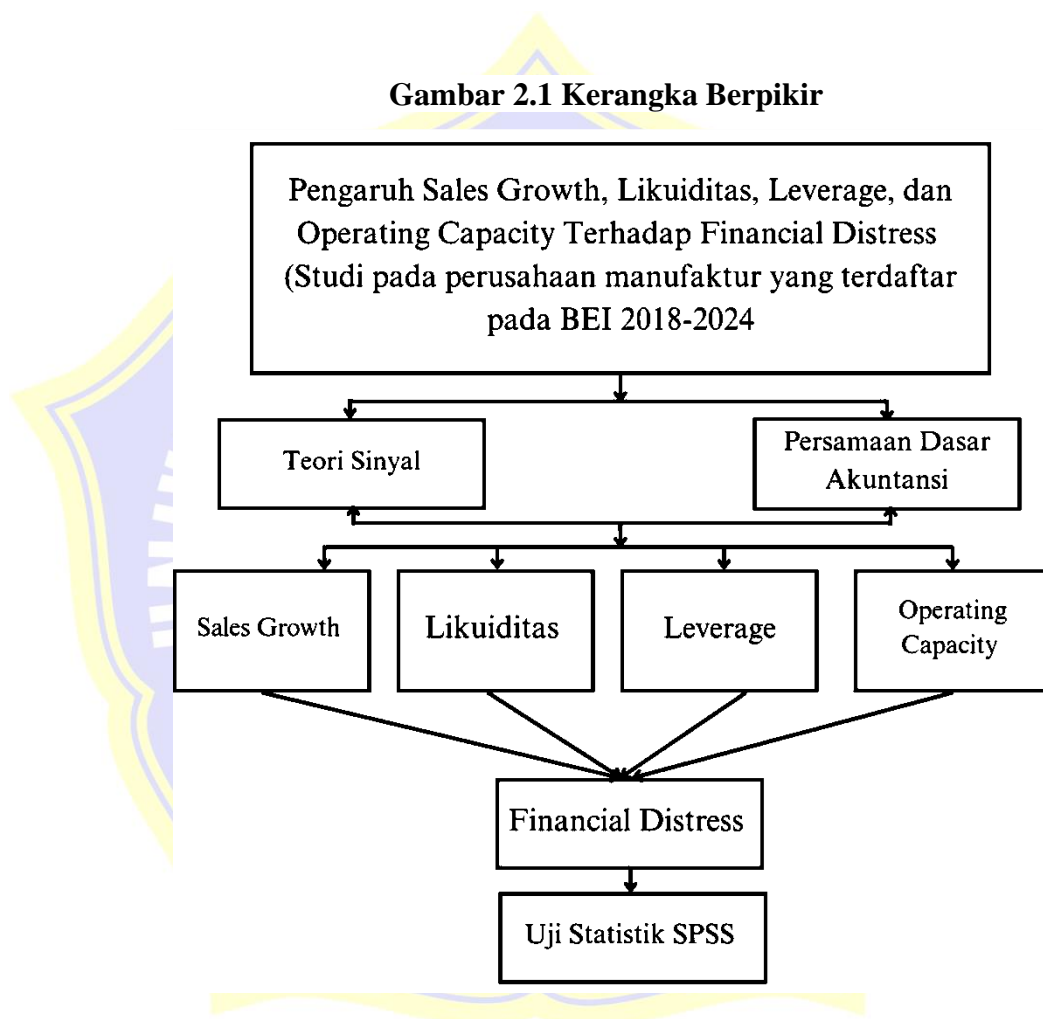 Gambar 2.1 Kerangka Berpikir
Pengaruh Sales Growth, Likuiditas, Leverage, dan
Operating Capacity Terhadap Financial Distress
(Studi pada perusahaan manufaktur yang terdaftar
pada BEI 2018-2024
Teori Sinyal
Persamaan Dasar
Akuntansi
Sales Growth
Likuiditas
Leverage
Operating
Capacity
Financial Distress
Uji Statistik SPSS